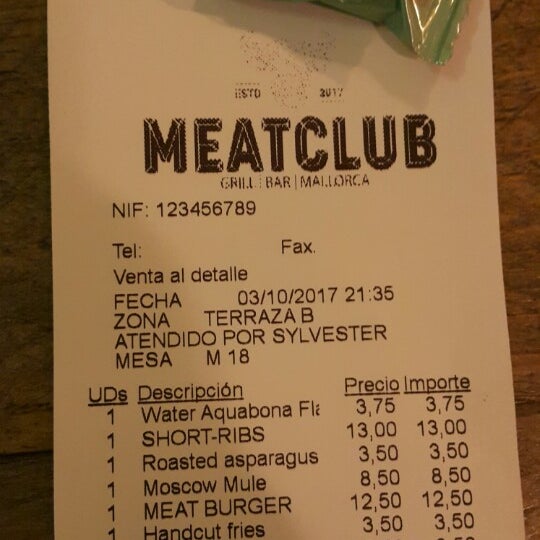 ESTD 2017
MEATCLUB
GRILL | BAR | MALLORCA
NIF: 123456789
Tel: Fax.
Venta al detalle
FECHA 03/10/2017 21:35
ZONA TERRAZA B
ATENDIDO POR SYLVESTER
MESA M 18
UDs Descripción Precio Importe
1 Water Aquabona Fla 3,75 3,75
1 SHORT-RIBS 13,00 13,00
1 Roasted asparagus 3,50 3,50
1 Moscow Mule 8,50 8,50
1 MEAT BURGER 12,50 12,50
1 Handcut fries 3,50 3,50